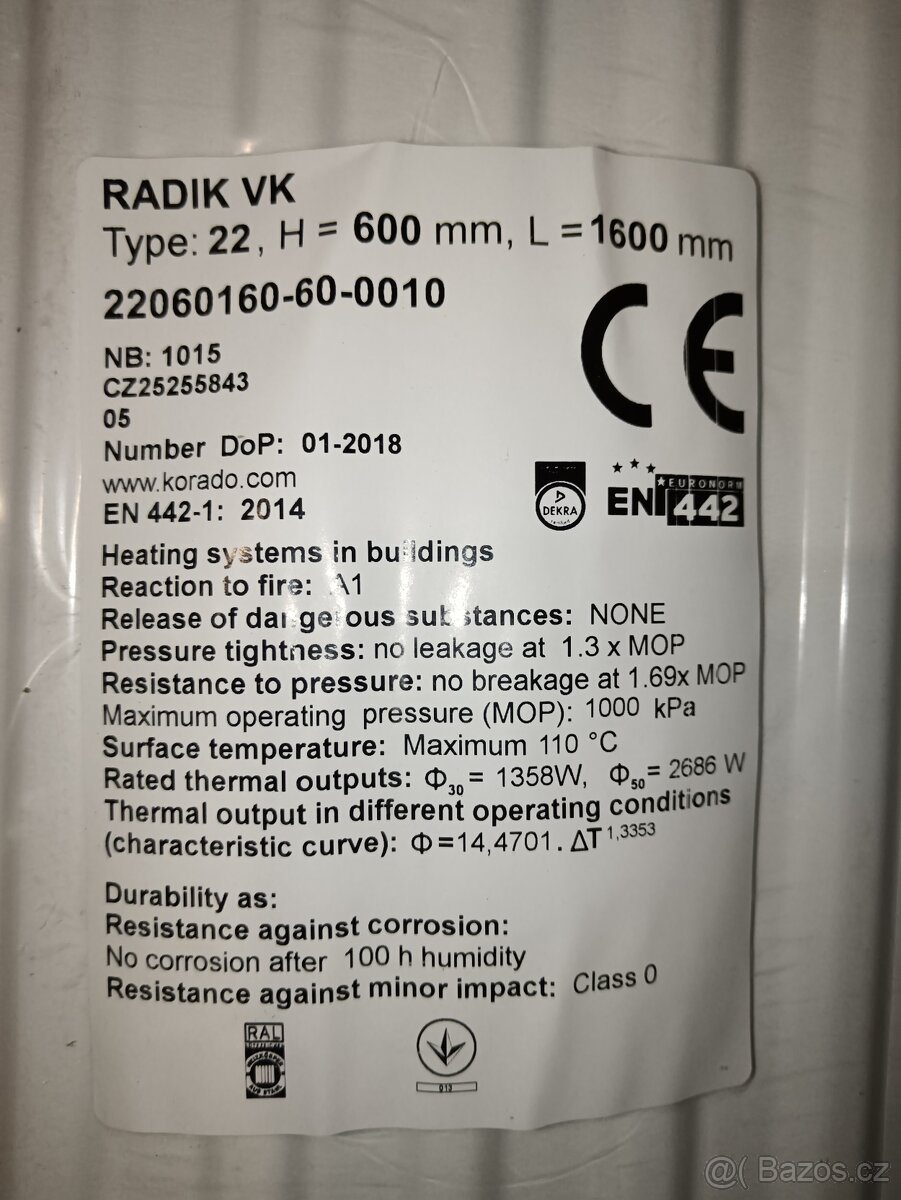 RADIK VK
Type: 22, H = 600 mm, L = 1600 mm
22060160-60-0010
CE
NB: 1015
CZ25255843
05
Number DoP: 01-2018
www.korado.com
EN 442-1: 2014
DEKRA
EURONORM
EN 442
Heating systems in buildings
Reaction to fire: A1
Release of dangerous substances: NONE
Pressure tightness: no leakage at 1.3 x MOP
Resistance to pressure: no breakage at 1.69x MOP
Maximum operating pressure (MOP): 1000 kPa
Surface temperature: Maximum 110 °C
Rated thermal outputs: Φ30 = 1358W, Φ50 = 2686 W
Thermal output in different operating conditions
(characteristic curve): Φ=14,4701. ΔT 1,3353
Durability as:
Resistance against corrosion:
No corrosion after 100 h humidity
Resistance against minor impact: Class 0
RAL
013
@( Bazoš.cz